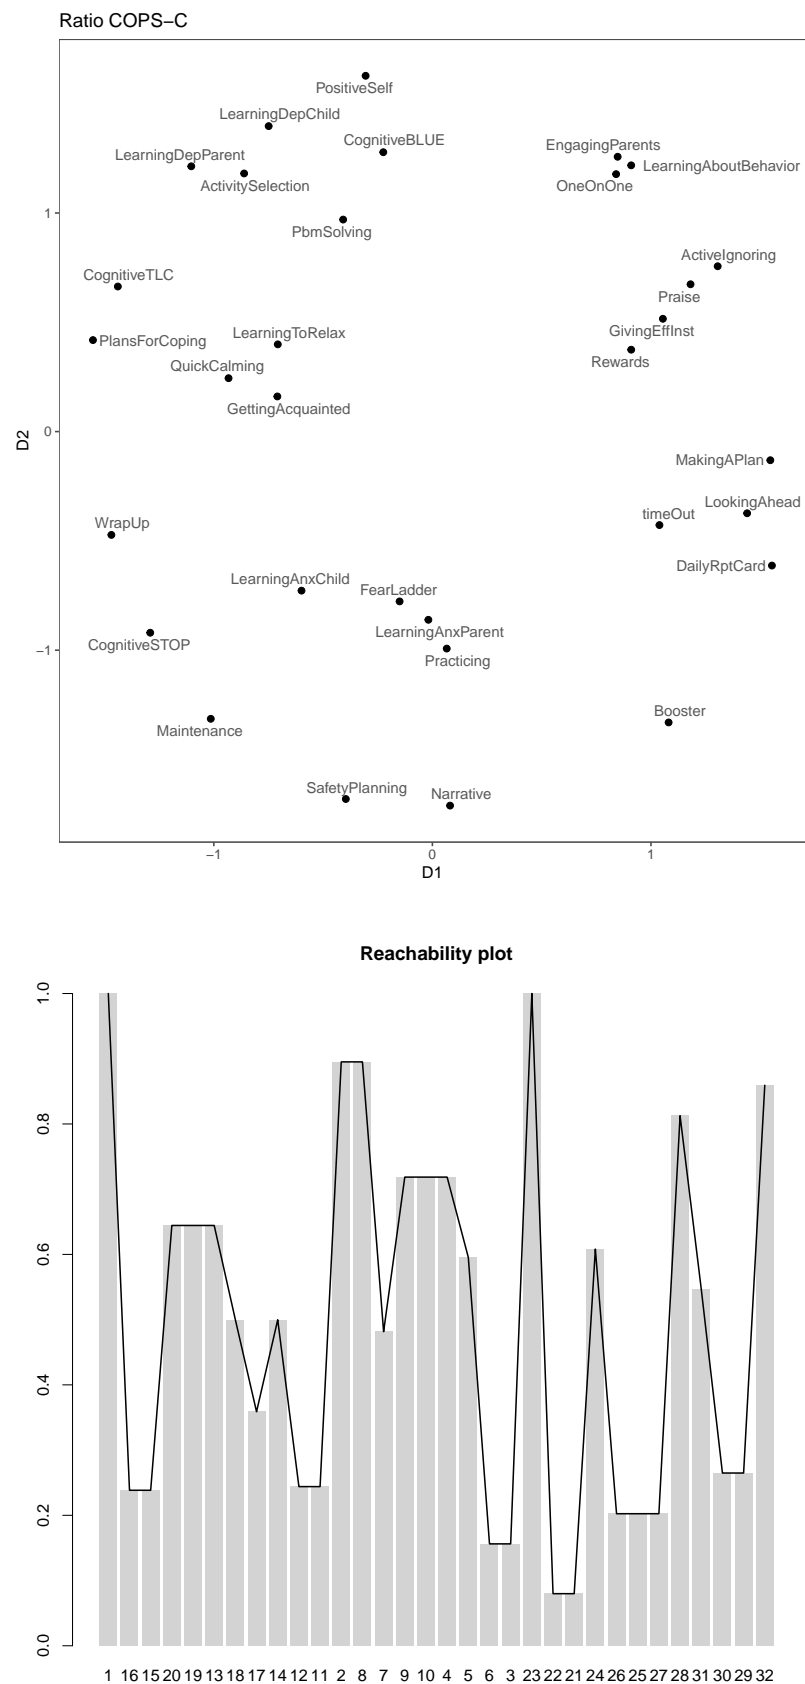 Ratio COPS−C
PositiveSelf
LearningDepChild
CognitiveBLUE
EngagingParents
LearningDepParent
LearningAboutBehavior
ActivitySelection
OneOnOne
1
PbmSolving
ActiveIgnoring
CognitiveTLC
Praise
GivingEffInst
LearningToRelax
PlansForCoping
Rewards
QuickCalming
GettingAcquainted
D2
0
MakingAPlan
LookingAhead
timeOut
WrapUp
DailyRptCard
LearningAnxChild
FearLadder
LearningAnxParent
CognitiveSTOP
−1
Practicing
Booster
Maintenance
SafetyPlanning
Narrative
−1 0 1
D1
Reachability plot
1.0
0.8
0.6
0.4
0.2
0.0
1 16 15 20 19 13 18 17 14 12 11 2 8 7 9 10 4 5 6 3 23 22 21 24 26 25 27 28 31 30 29 32